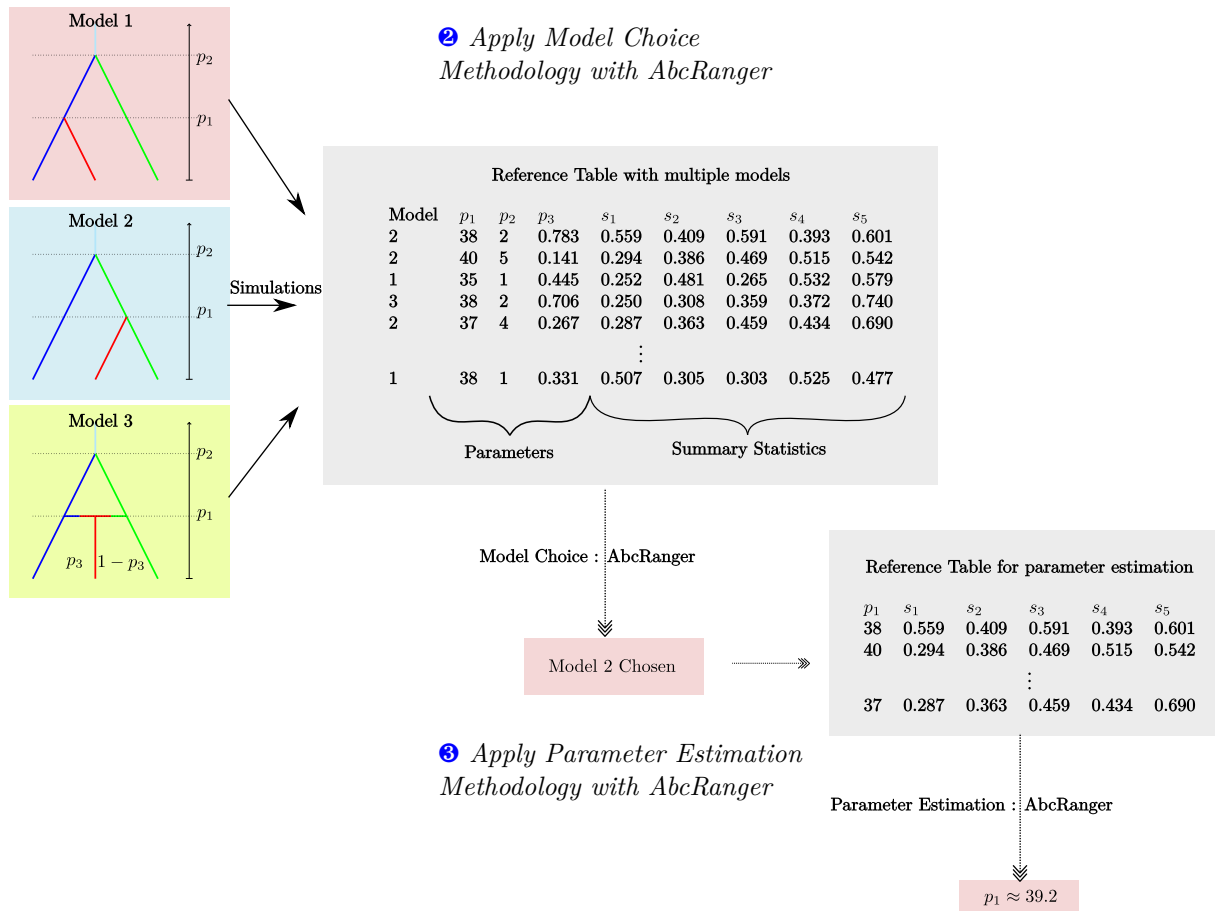 Model 1
p2
p1
Model 2
p2
p1
Model 3
p2
p1
p3
1 − p3
Simulations
❷ Apply Model Choice
Methodology with AbcRanger
Reference Table with multiple models
Model p1 p2 p3 s1 s2 s3 s4 s5
2 38 2 0.783 0.559 0.409 0.591 0.393 0.601
2 40 5 0.141 0.294 0.386 0.469 0.515 0.542
1 35 1 0.445 0.252 0.481 0.265 0.532 0.579
3 38 2 0.706 0.250 0.308 0.359 0.372 0.740
2 37 4 0.267 0.287 0.363 0.459 0.434 0.690
⋮
1 38 1 0.331 0.507 0.305 0.303 0.525 0.477
Parameters
Summary Statistics
Model Choice : AbcRanger
Model 2 Chosen
Reference Table for parameter estimation
p1 s1 s2 s3 s4 s5
38 0.559 0.409 0.591 0.393 0.601
40 0.294 0.386 0.469 0.515 0.542
⋮
37 0.287 0.363 0.459 0.434 0.690
❸ Apply Parameter Estimation
Methodology with AbcRanger
Parameter Estimation : AbcRanger
p1 ≈ 39.2